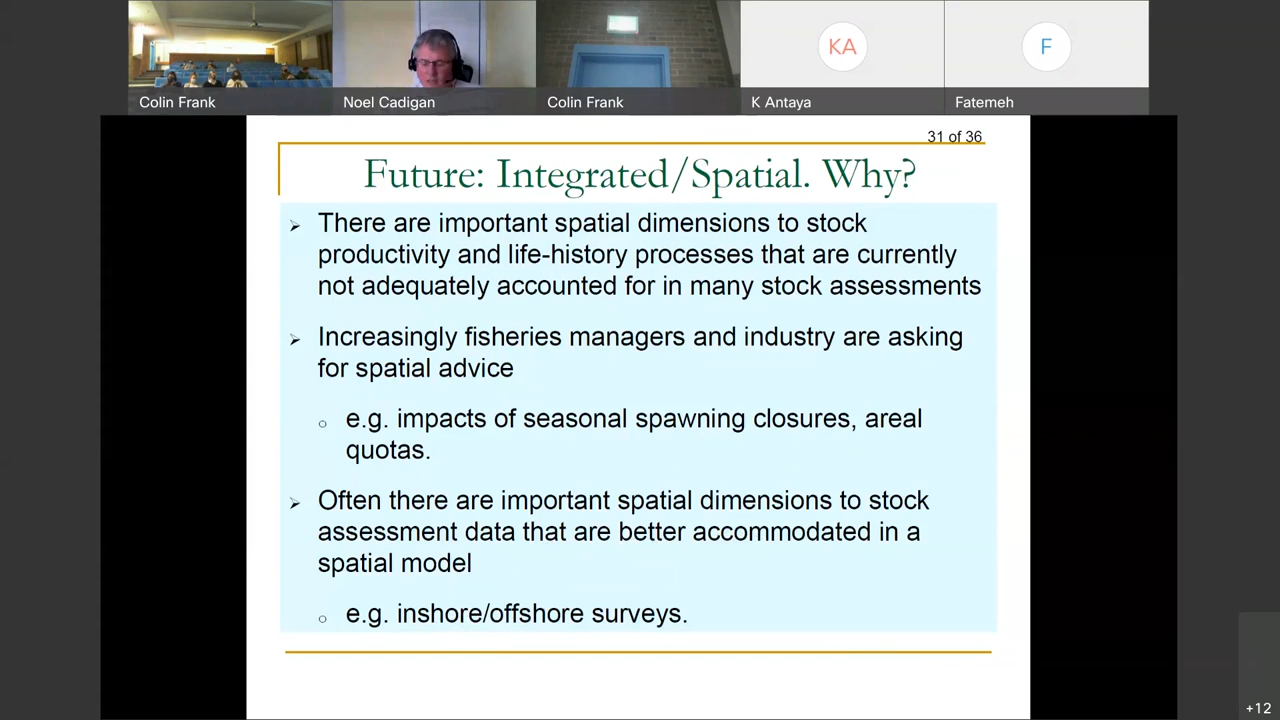 KA
F
Colin Frank
Noel Cadigan
Colin Frank
K Antaya
Fatemeh
31 of 36
Future: Integrated/Spatial. Why?
There are important spatial dimensions to stock
productivity and life-history processes that are currently
not adequately accounted for in many stock assessments
Increasingly fisheries managers and industry are asking
for spatial advice
e.g. impacts of seasonal spawning closures, areal
quotas.
Often there are important spatial dimensions to stock
assessment data that are better accommodated in a
spatial model
e.g. inshore/offshore surveys.
+12